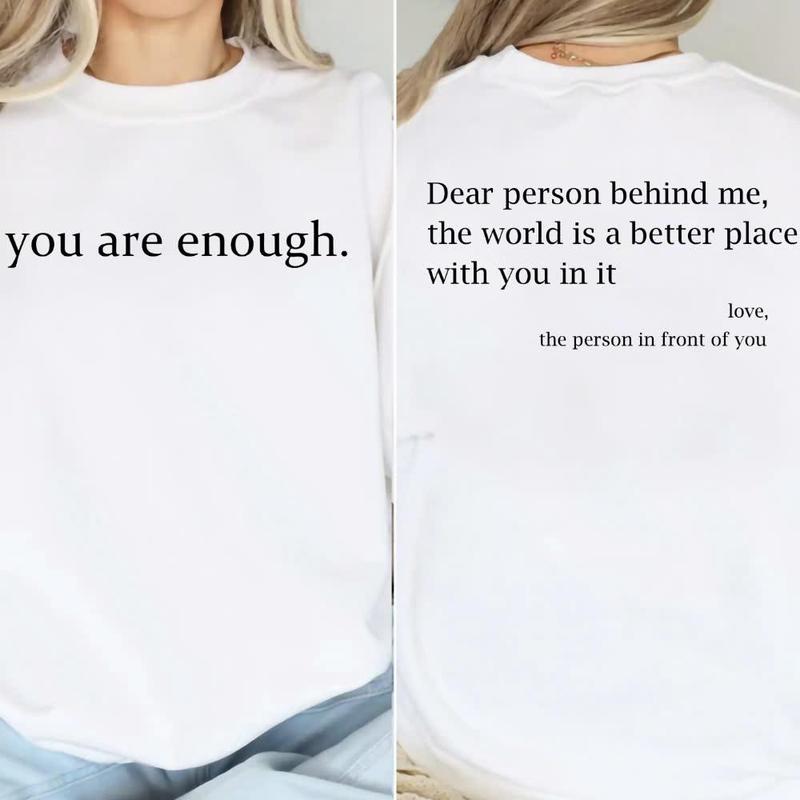 you are enough.
Dear person behind me,
the world is a better place
with you in it
love,
the person in front of you